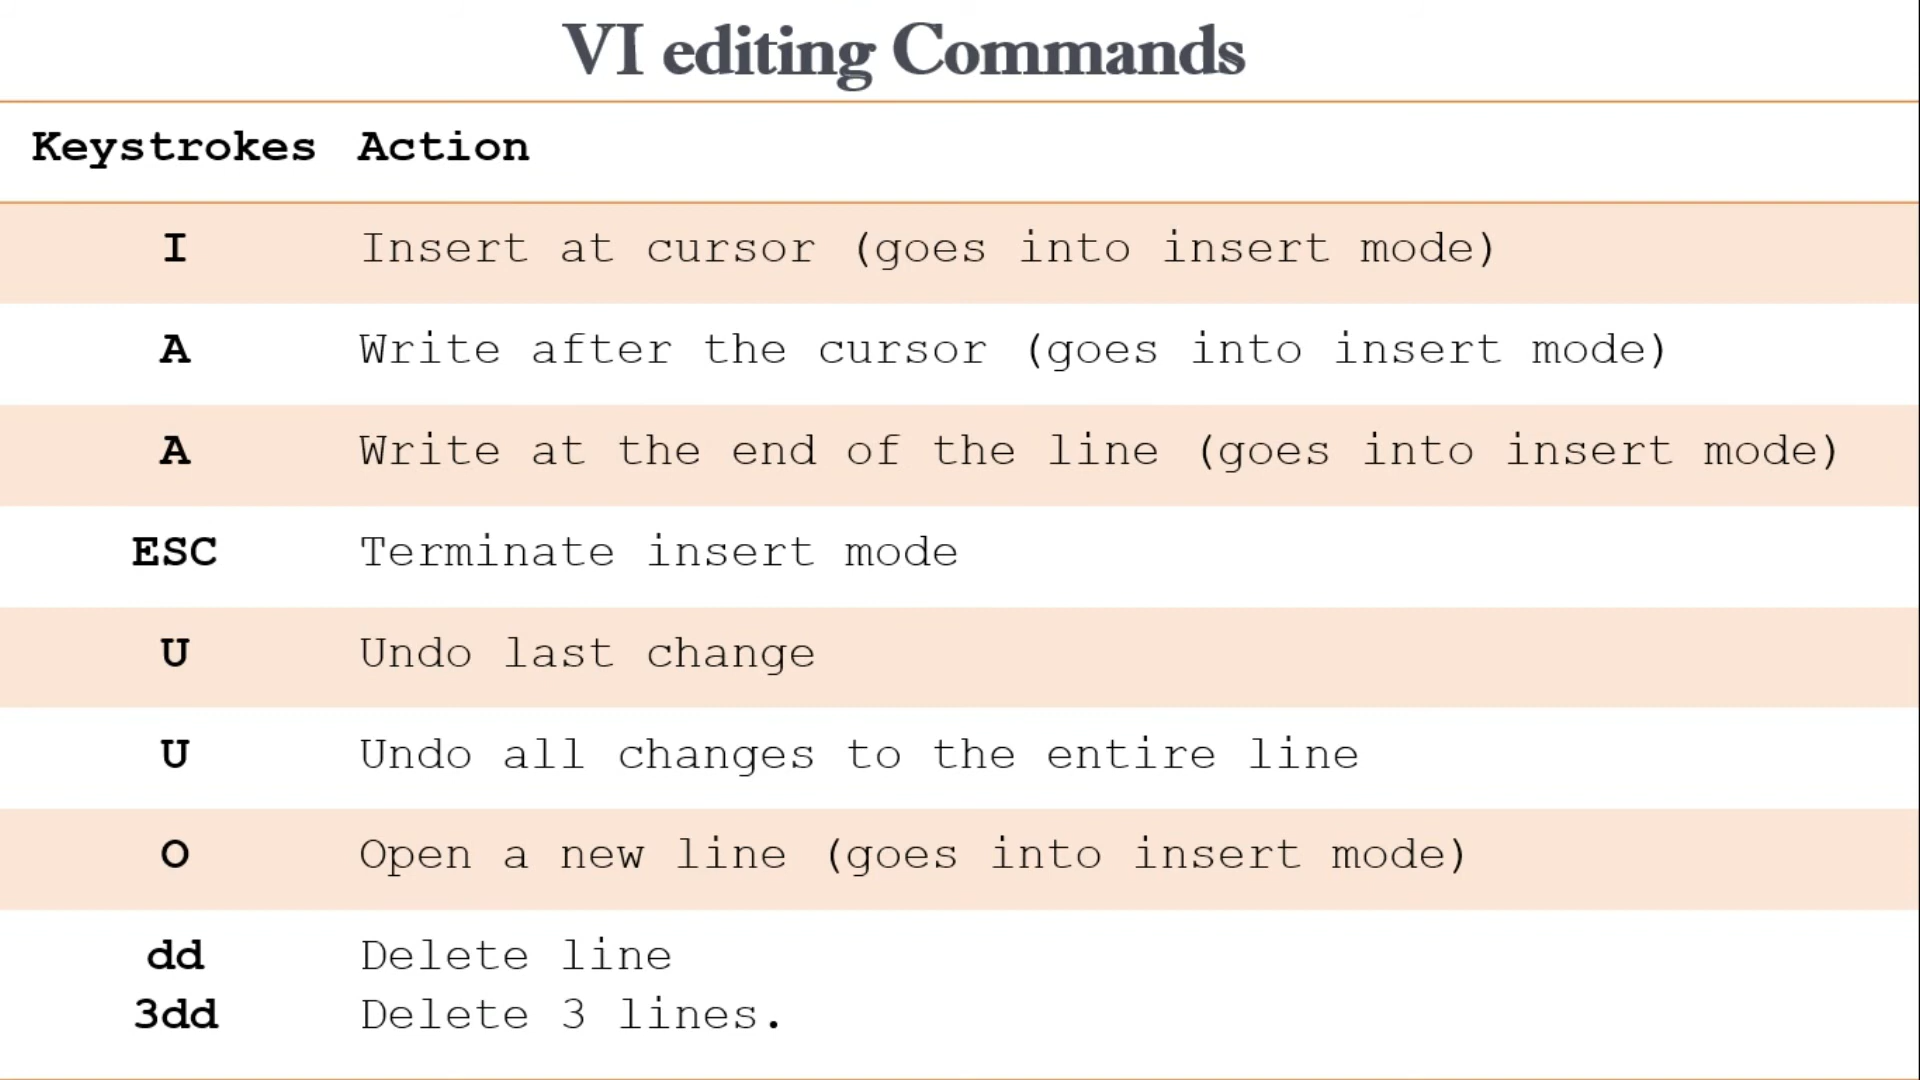 VI editing Commands
Keystrokes Action
I Insert at cursor (goes into insert mode)
A Write after the cursor (goes into insert mode)
A Write at the end of the line (goes into insert mode)
ESC Terminate insert mode
U Undo last change
U Undo all changes to the entire line
O Open a new line (goes into insert mode)
dd Delete line
3dd Delete 3 lines.